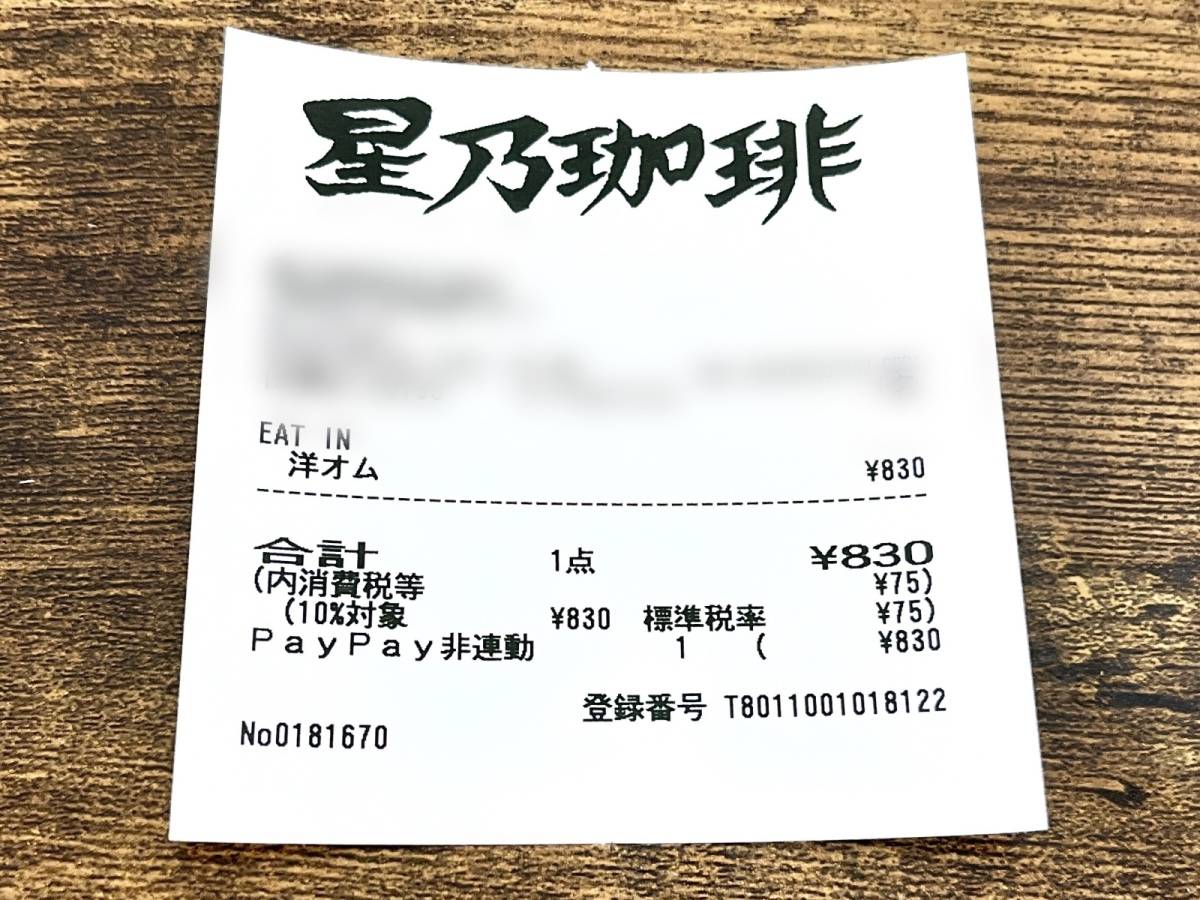 星乃珈琲
EAT IN
洋オム ¥830
合計 1点 ¥830
(内消費税等 ¥75)
(10%対象 ¥830 標準税率 ¥75)
PayPay非連動 1 ( ¥830
登録番号 T8011001018122
No0181670